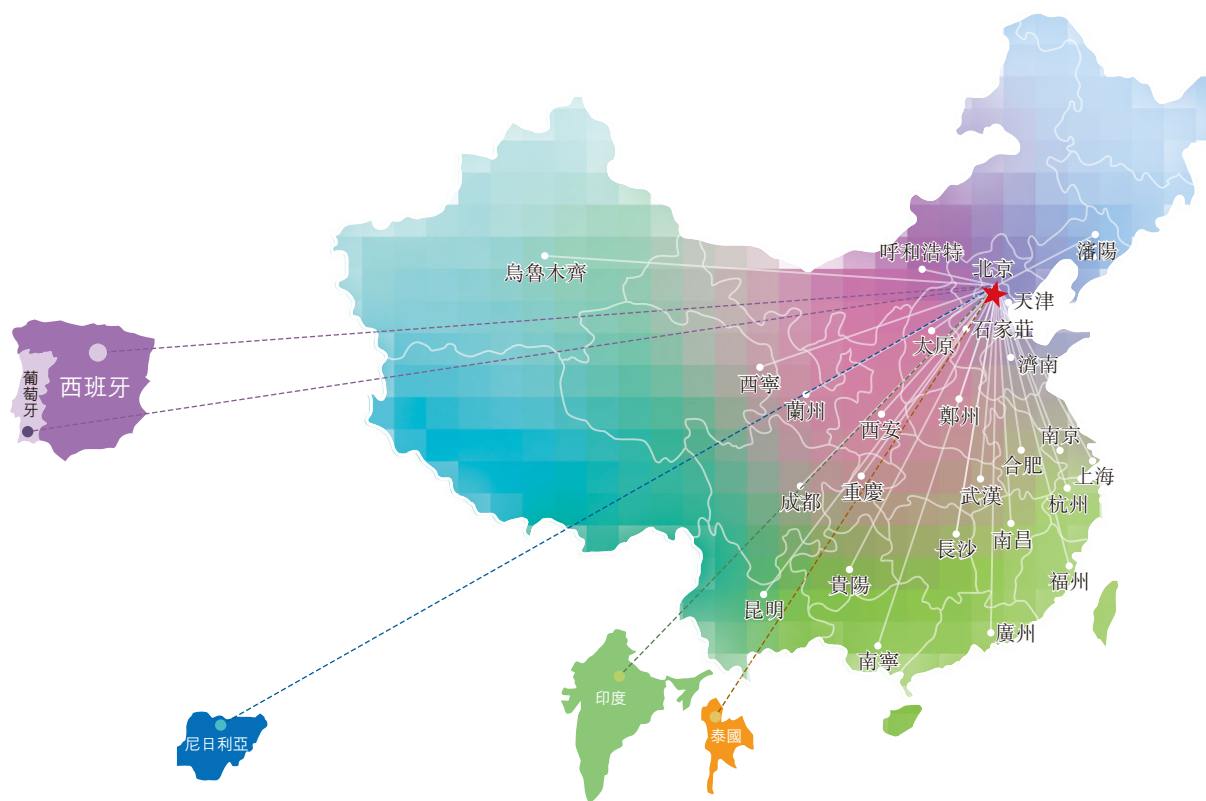 呼和浩特
瀋陽
北京
烏魯木齊
天津
石家莊
太原
濟南
葡萄牙
西班牙
西寧
蘭州
鄭州
西安
南京
合肥
上海
重慶
武漢
成都
杭州
南昌
長沙
福州
貴陽
昆明
廣州
南寧
印度
泰國
尼日利亞